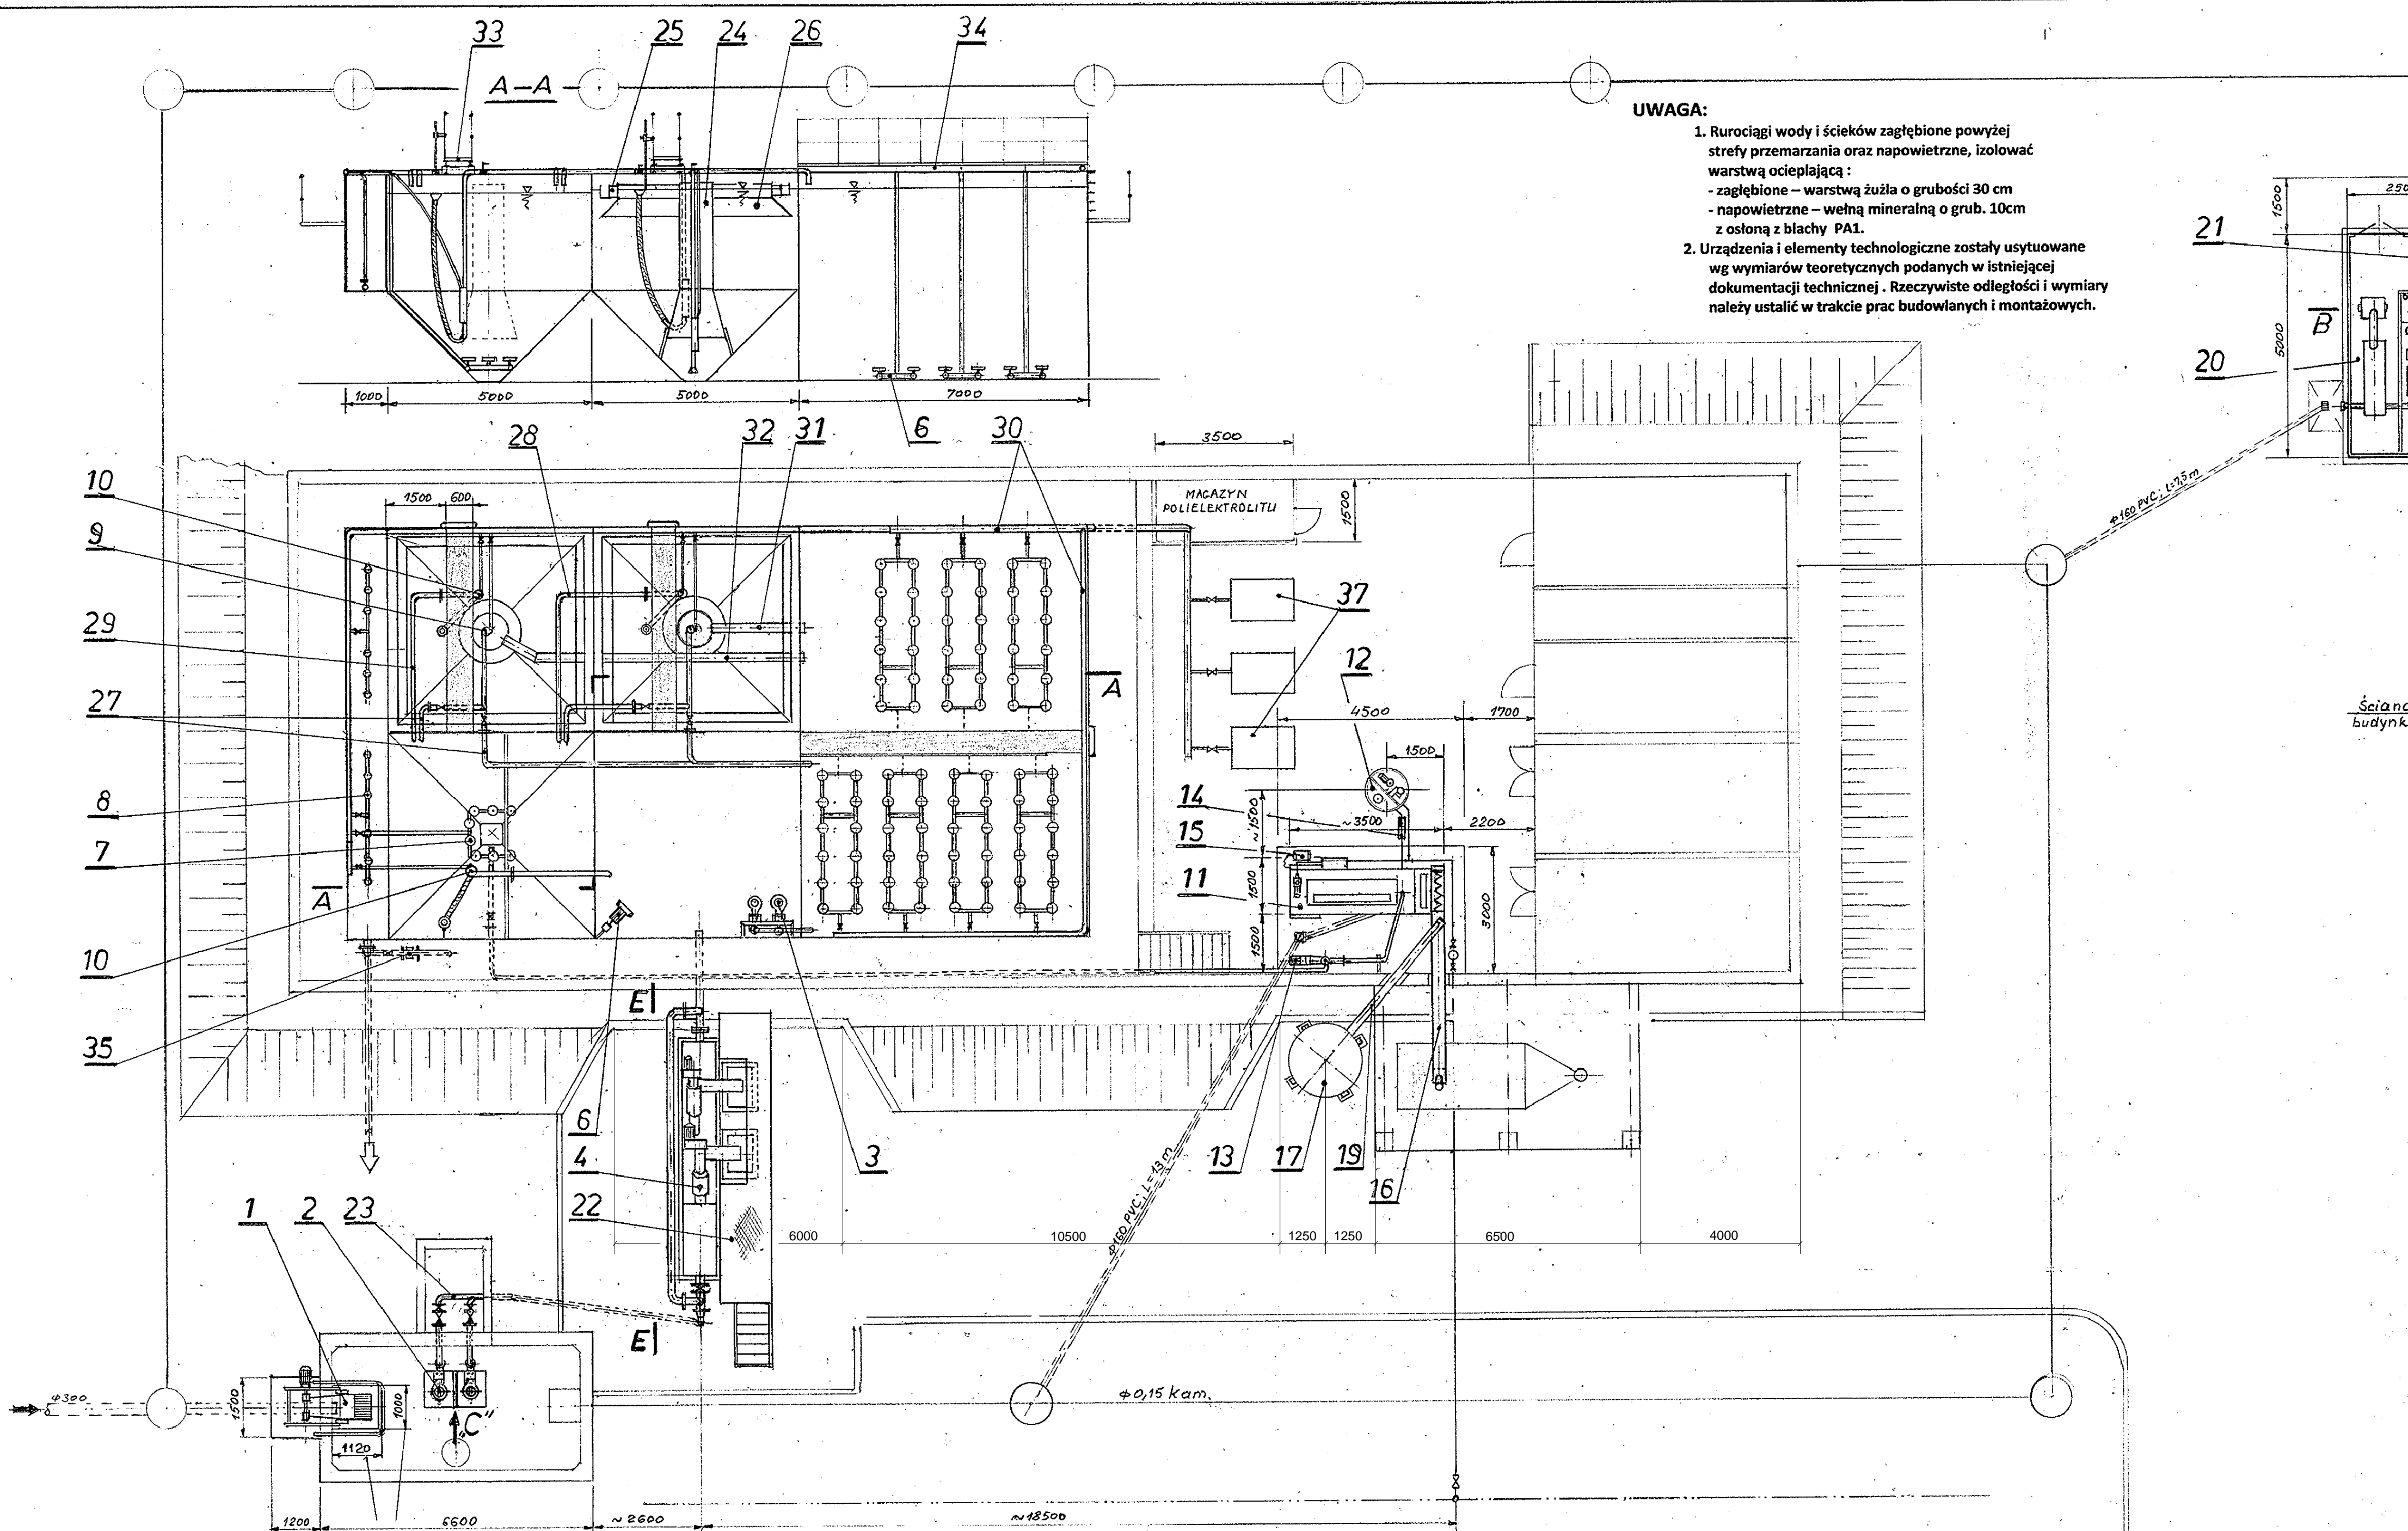 33
25
24
26
34
A-A
UWAGA:
1. Rurociągi wody i ścieków zagłębione powyżej
strefy przemarzania oraz napowietrzne, izolować
warstwą ocieplającą :
- zagłębione – warstwą żużla o grubości 30 cm
- napowietrzne – wełną mineralną o grub. 10cm
z osłoną z blachy PA1.
2. Urządzenia i elementy technologiczne zostały usytuowane
wg wymiarów teoretycznych podanych w istniejącej
dokumentacji technicznej . Rzeczywiste odległości i wymiary
należy ustalić w trakcie prac budowlanych i montażowych.
1500
21
5000
B
20
1000
5000
5000
7000
28
32
31
6
30
3500
10
1500
600
MAGAZYN
POLIELEKTROLITU
1500
ϕ160 PVC; L=7,5m
9
29
37
12
A
27
4500
1700
1500
8
14
~1500
~3500
2200
15
7
11
1500
3000
A
1500
10
E
35
6
4
3
13
17
19
16
ϕ160 PVC; L=13m
1
2
23
22
6000
10500
1250
1250
6500
4000
E
ϕ300
1500
1000
1120
"C"
ϕ0,15 kam.
1200
6600
~2600
~18500